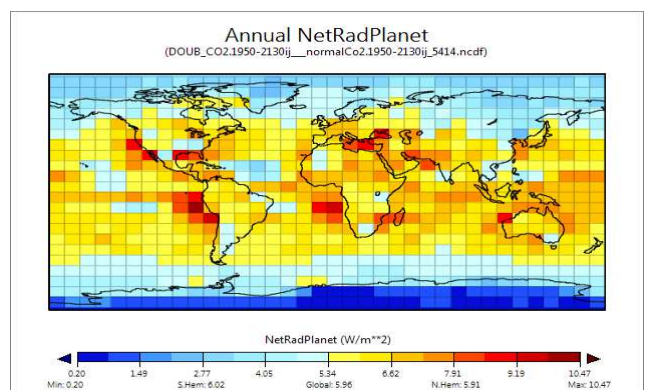 Annual NetRadPlanet
(DOUB_CO2.1950-2130ij___normalCo2.1950-2130ij_5414.ncdf)
NetRadPlanet (W/m**2)
0.20 1.49 2.77 4.05 5.34 6.62 7.91 9.19 10.47
Min: 0.20 S.Hem: 6.02 Global: 5.96 N.Hem: 5.91 Max: 10.47